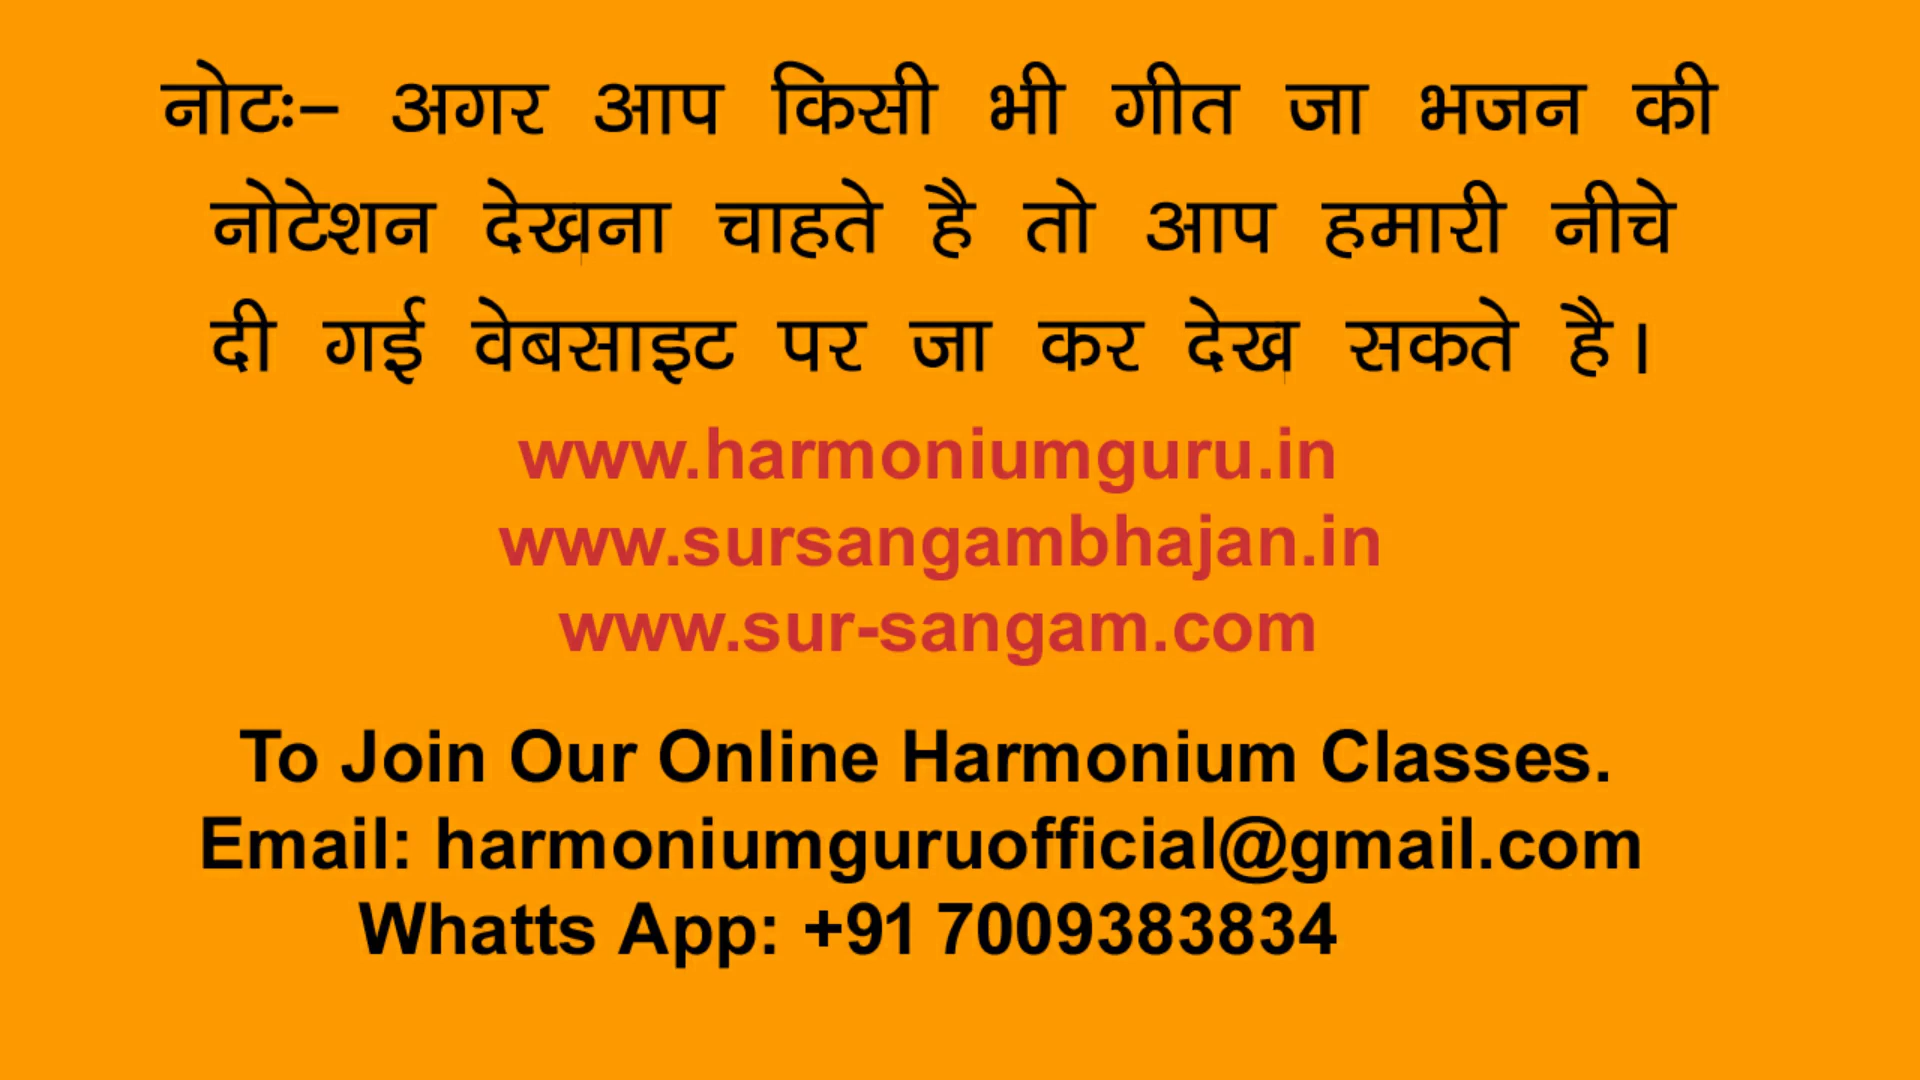 नोटः– अगर आप किसी भी गीत जा भजन की
नोटेशन देखना चाहते है तो आप हमारी नीचे
दी गई वेबसाइट पर जा कर देख सकते है।
www.harmoniumguru.in
www.sursangambhajan.in
www.sur-sangam.com
To Join Our Online Harmonium Classes.
Email: harmoniumguruofficial@gmail.com
Whatts App: +91 7009383834